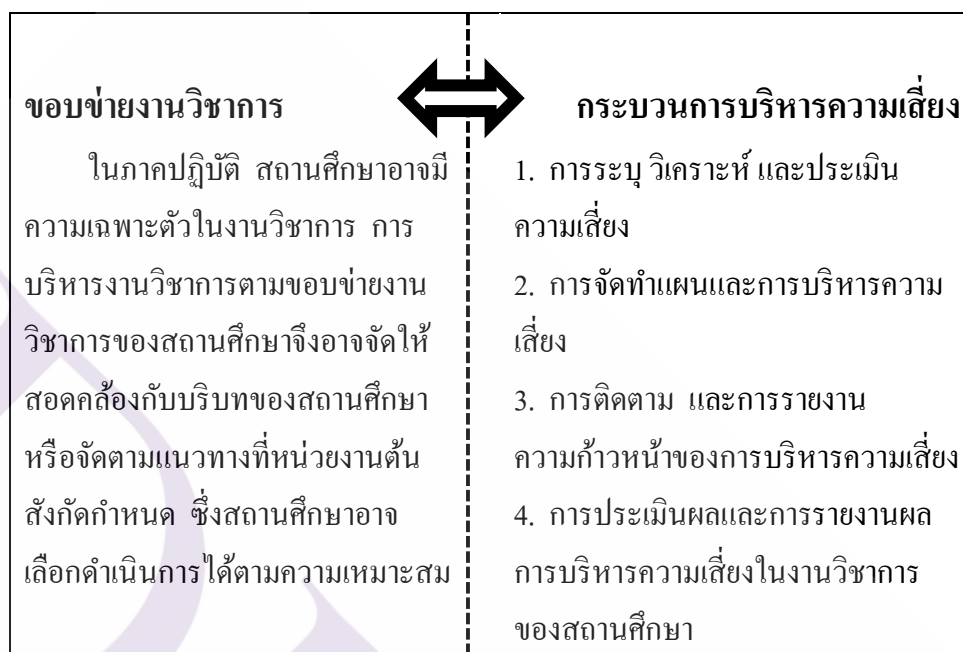 ขอบข่ายงานวิชาการ
ในภาคปฏิบัติ สถานศึกษาอาจมี
ความเฉพาะตัวในงานวิชาการ การ
บริหารงานวิชาการตามขอบข่ายงาน
วิชาการของสถานศึกษาจึงอาจจัดให้
สอดคล้องกับบริบทของสถานศึกษา
หรือจัดตามแนวทางที่หน่วยงานต้น
สังกัดกำหนด ซึ่งสถานศึกษาอาจ
เลือกดำเนินการได้ตามความเหมาะสม
กระบวนการบริหารความเสี่ยง
1. การระบุ วิเคราะห์ และประเมิน
ความเสี่ยง
2. การจัดทำแผนและการบริหารความ
เสี่ยง
3. การติดตาม และการรายงาน
ความก้าวหน้าของการบริหารความเสี่ยง
4. การประเมินผลและการรายงานผล
การบริหารความเสี่ยงในงานวิชาการ
ของสถานศึกษา